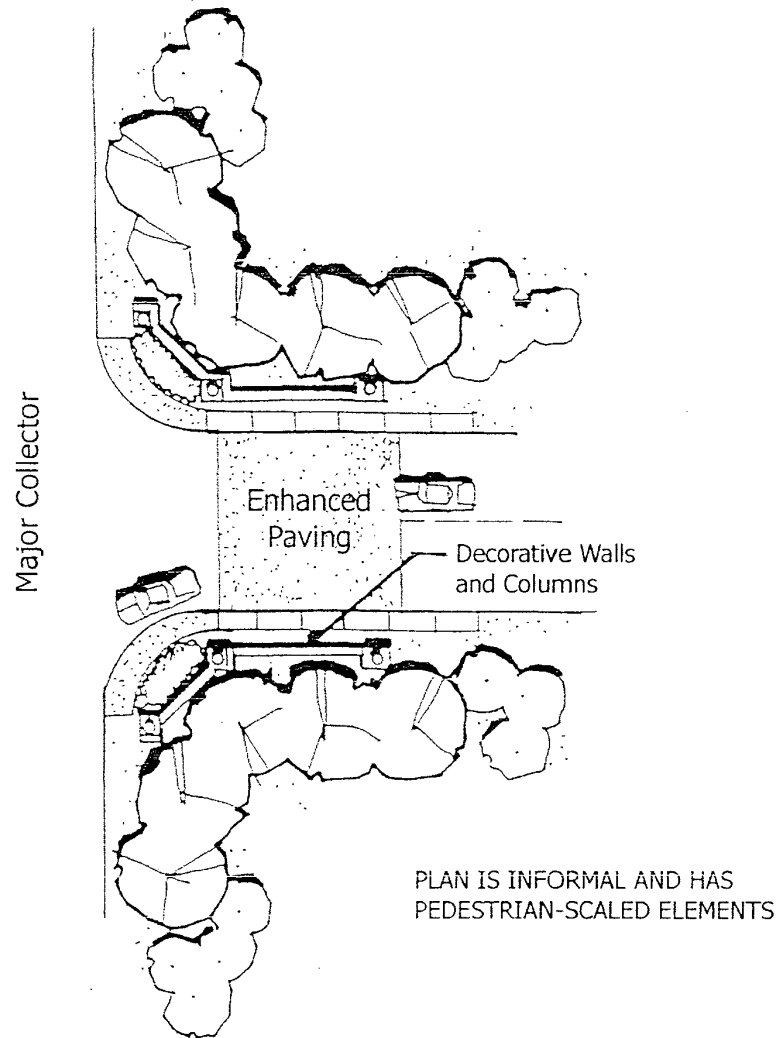 Major Collector
Enhanced
Paving
Decorative Walls
and Columns
PLAN IS INFORMAL AND HAS
PEDESTRIAN-SCALED ELEMENTS